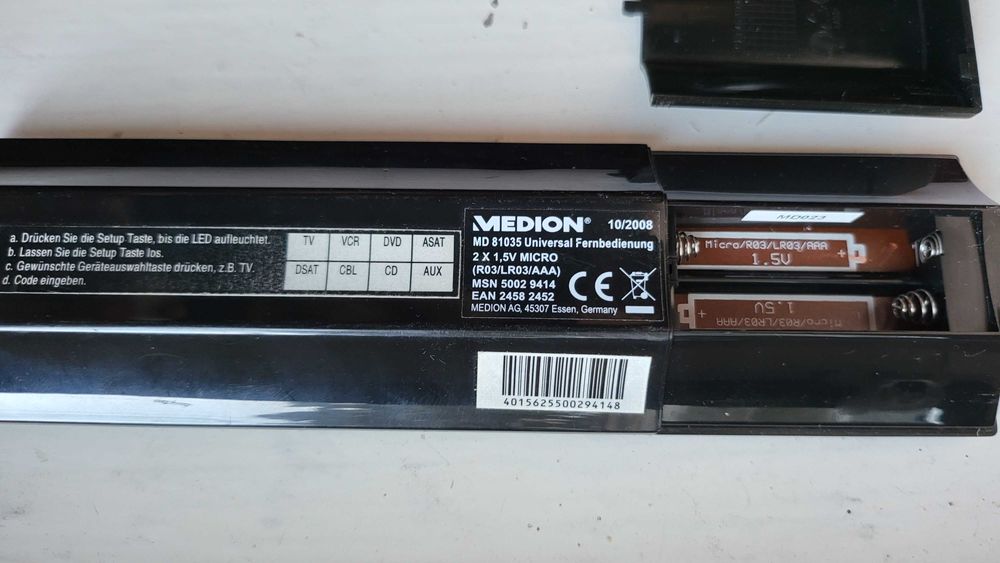 a. Drücken Sie die Setup Taste, bis die LED aufleuchtet.
b. Lassen Sie die Setup Taste los.
c. Gewünschte Geräteauswahltaste drücken, z.B. TV.
d. Code eingeben.
TV VCR DVD ASAT
DSAT CBL CD AUX
MEDION® 10/2008
MD 81035 Universal Fernbedienung
2 X 1,5V MICRO
(R03/LR03/AAA)
MSN 5002 9414
EAN 2458 2452
MEDION AG, 45307 Essen, Germany
CE
4015625500294148
MD023
Micro/R03/LR03/AAA
1.5V +
+ Micro/R03/LR03/AAA
1.5V